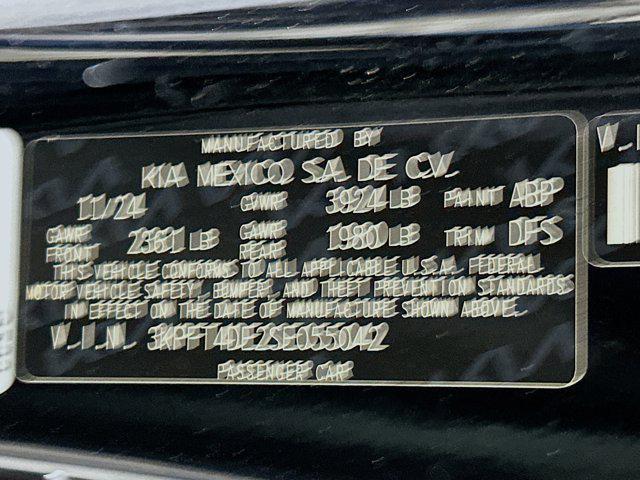 MANUFACTURED BY
KIA MEXICO S.A. DE C.V.
11/24 GVWR 3924 LB PAINT ABP
GAWR FRONT LB GAWR REAR 1980 LB TRIM DFS
THIS VEHICLE CONFORMS TO ALL APPLICABLE U.S.A. FEDERAL
MOTOR VEHICLE SAFETY, BUMPER, AND THEFT PREVENTION STANDARDS
IN EFFECT ON THE DATE OF MANUFACTURE SHOWN ABOVE.
V.I.N. 3KPFT4DE2SE055042
PASSENGER CAR